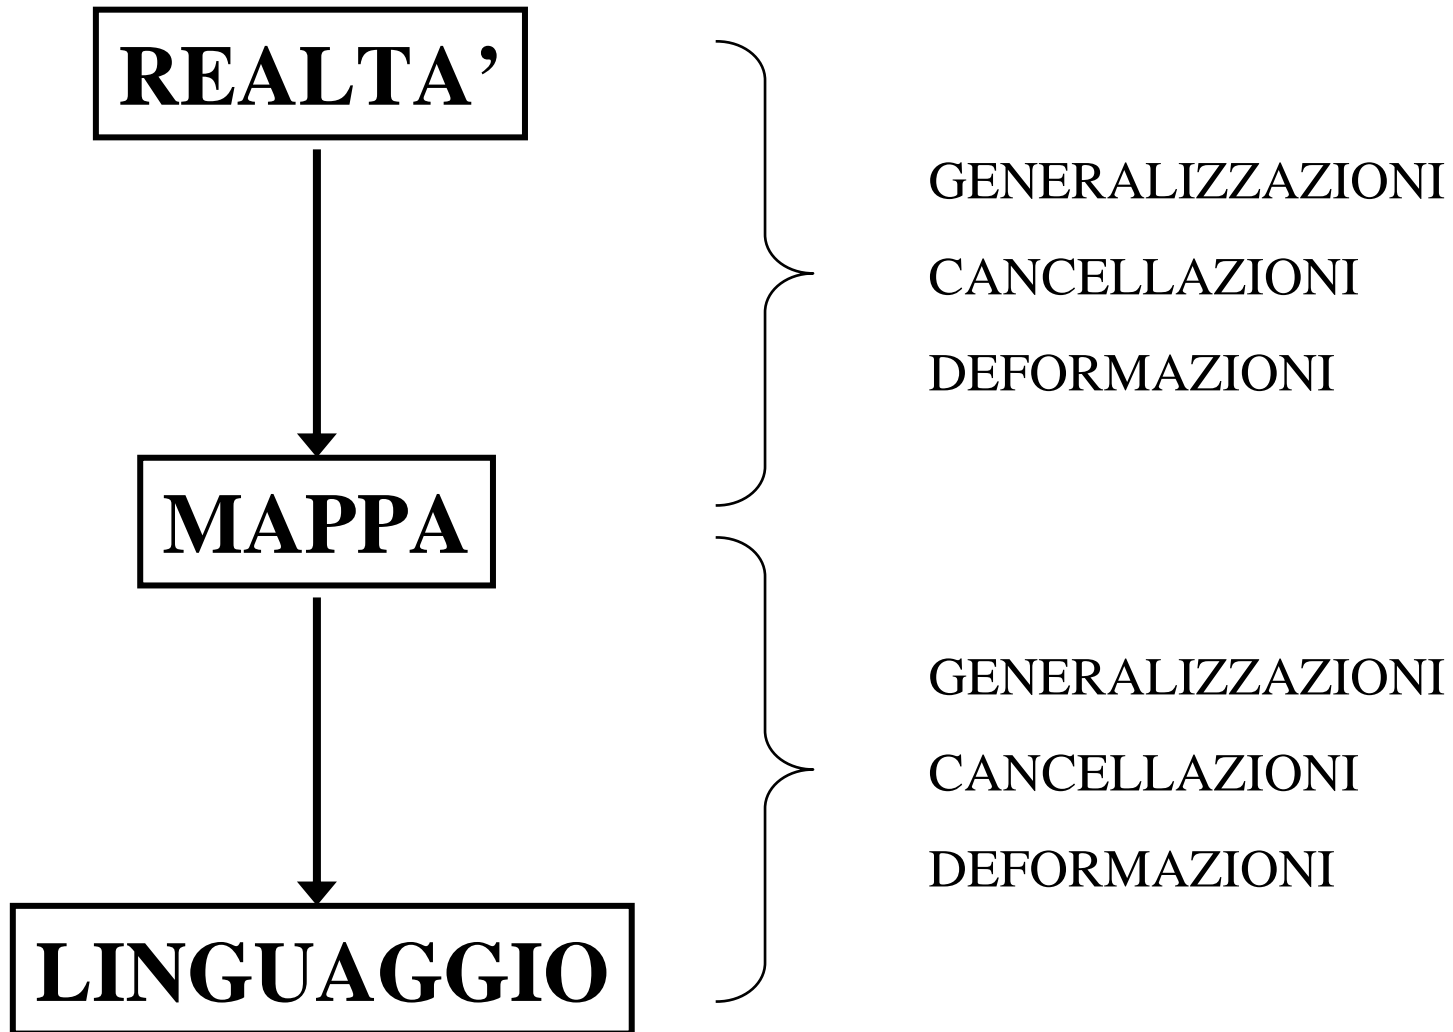 REALTA’
GENERALIZZAZIONI
CANCELLAZIONI
DEFORMAZIONI
MAPPA
GENERALIZZAZIONI
CANCELLAZIONI
DEFORMAZIONI
LINGUAGGIO